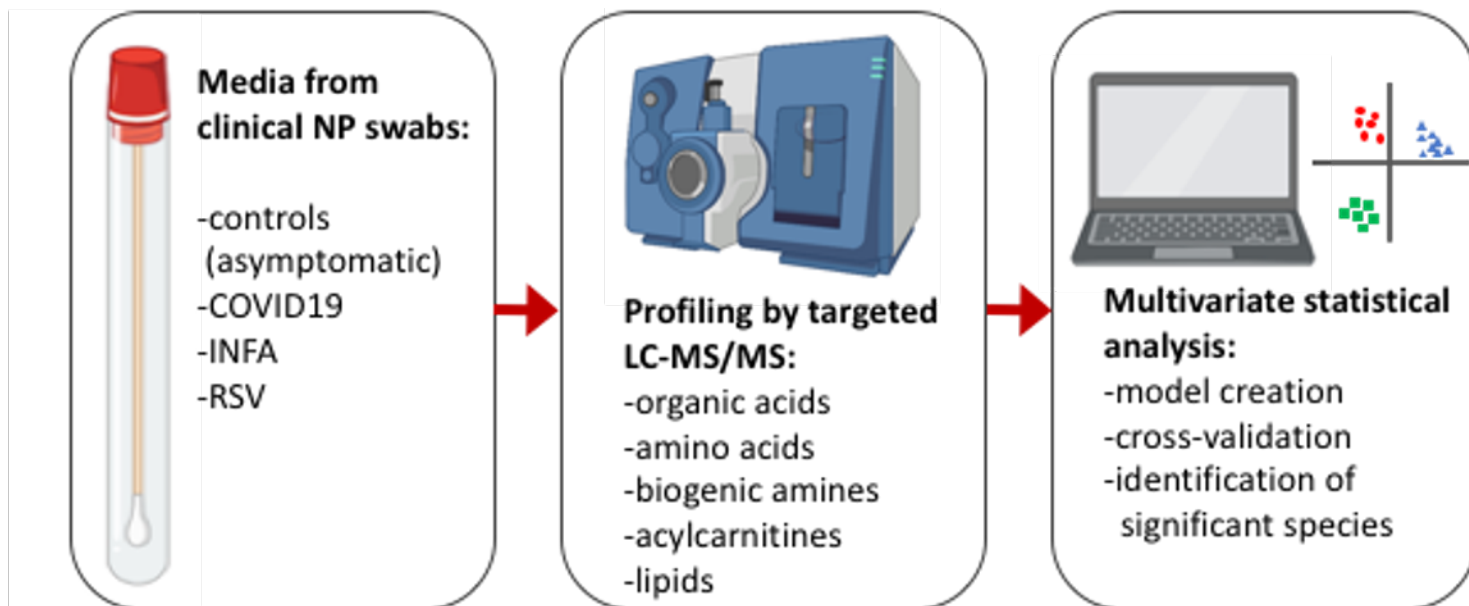 Media from
clinical NP swabs:
-controls
(asymptomatic)
-COVID19
-INFA
-RSV
Profiling by targeted
LC-MS/MS:
-organic acids
-amino acids
-biogenic amines
-acylcarnitines
-lipids
Multivariate statistical
analysis:
-model creation
-cross-validation
-identification of
significant species